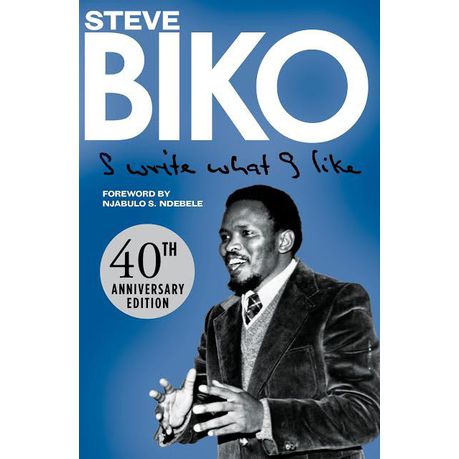 STEVE
BIKO
I write what I like
FOREWORD BY
NJABULO S. NDEBELE
40TH
ANNIVERSARY
EDITION